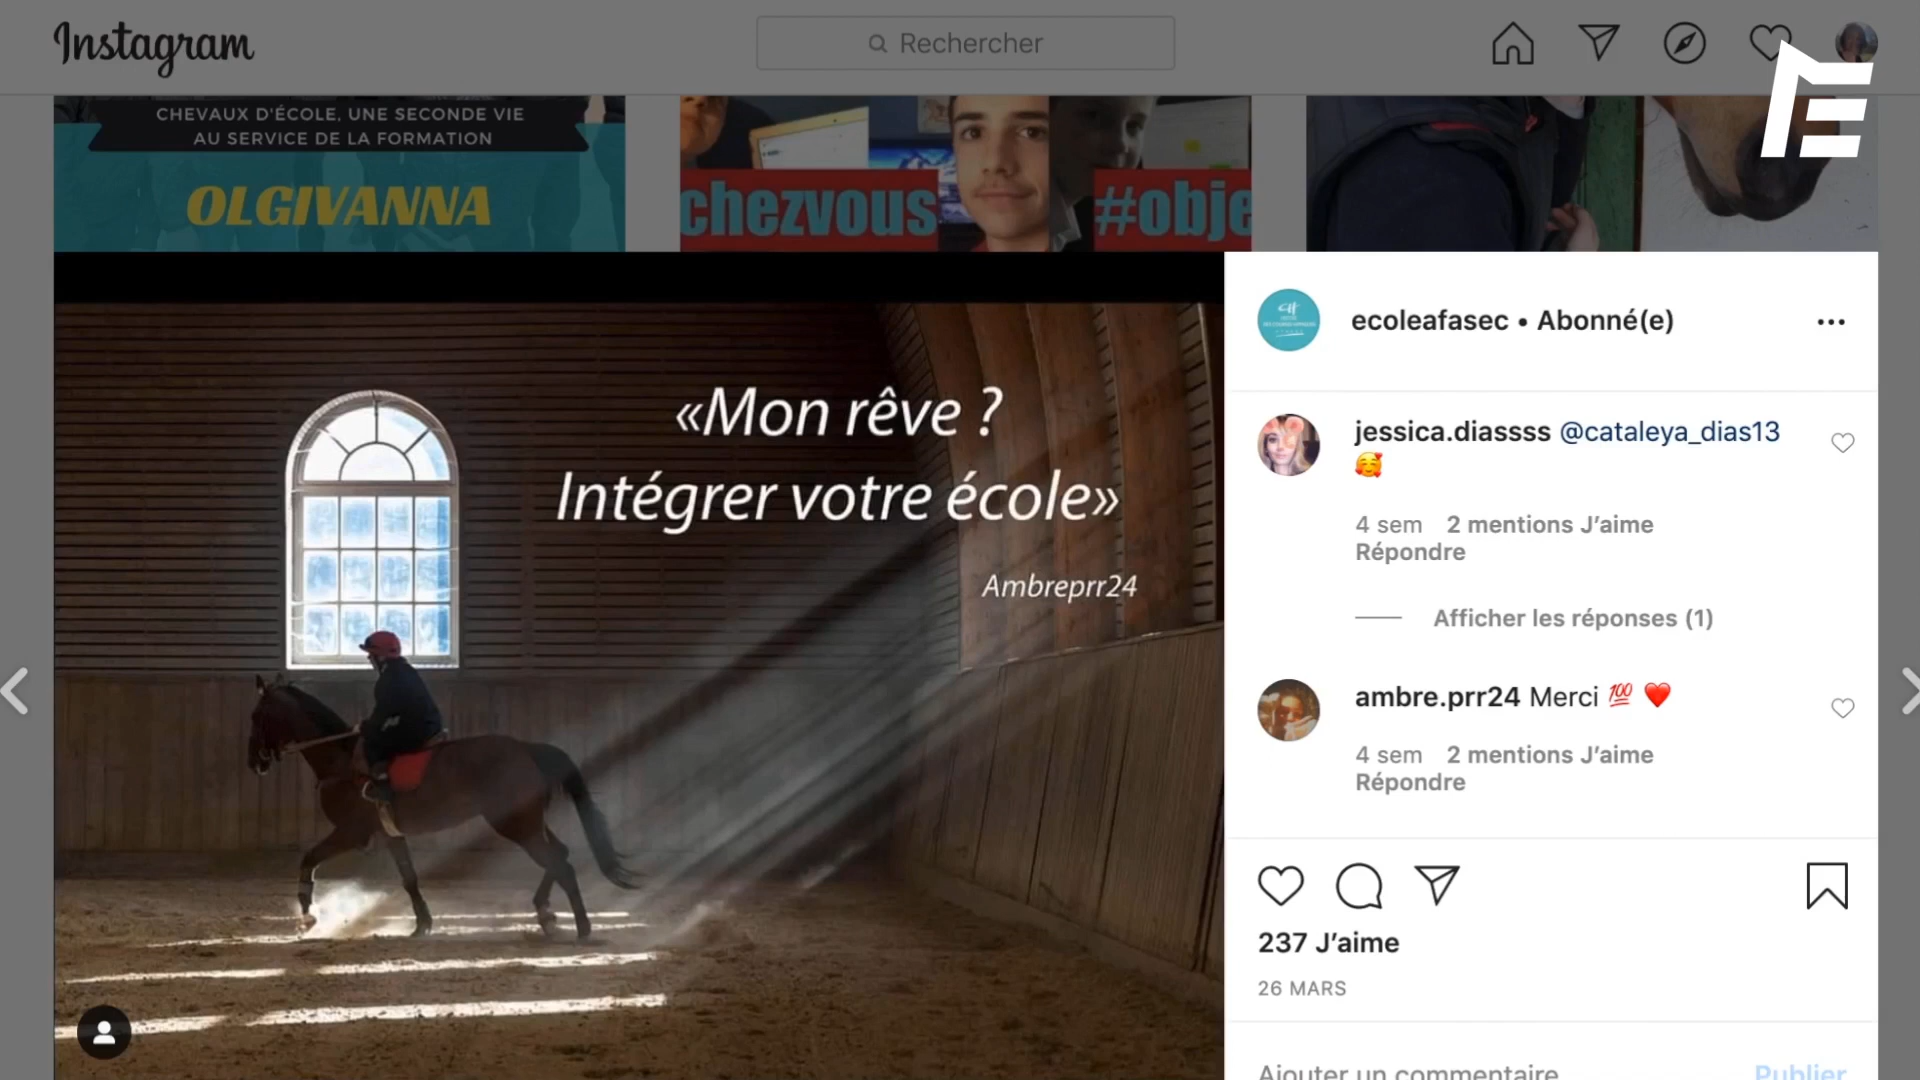 Instagram
Rechercher
CHEVAUX D'ÉCOLE, UNE SECONDE VIE
AU SERVICE DE LA FORMATION
OLGIVANNA
chezvous
#obje
«Mon rêve ?
Intégrer votre école»
Ambreprr24
ecoleafasec • Abonné(e)
jessica.diassss @cataleya_dias13
🥰
4 sem 2 mentions J’aime
Répondre
Afficher les réponses (1)
ambre.prr24 Merci 💯 ❤️
4 sem 2 mentions J’aime
Répondre
237 J’aime
26 MARS
Ajouter un commentaire
Publier